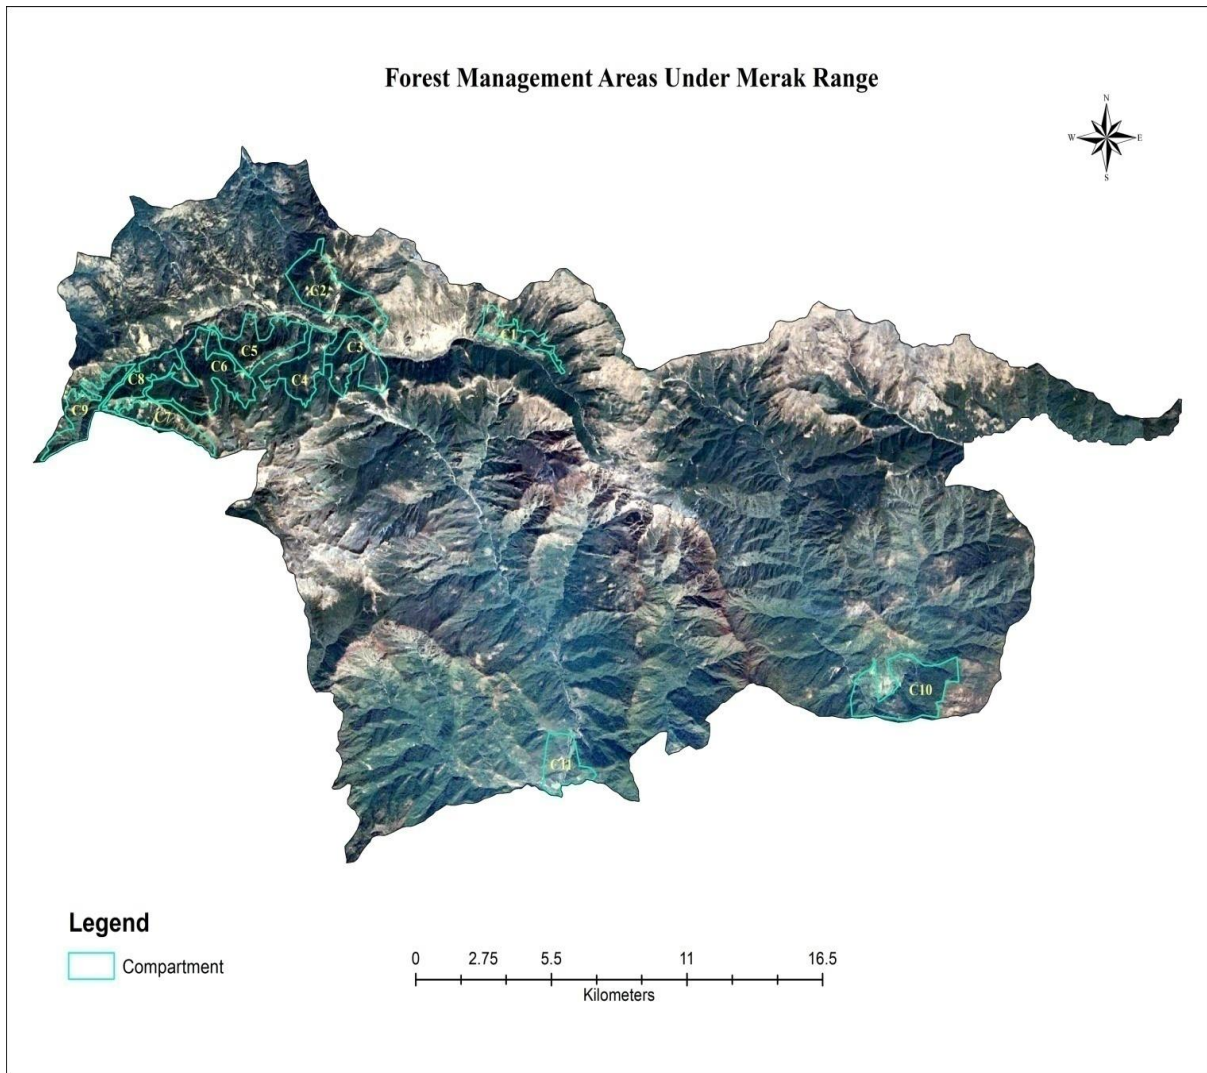 Forest Management Areas Under Merak Range
N
W E
S
C2
C1
C3
C5
C6
C4
C8
C9
C7
C10
C11
Legend
Compartment
0 2.75 5.5 11 16.5
Kilometers